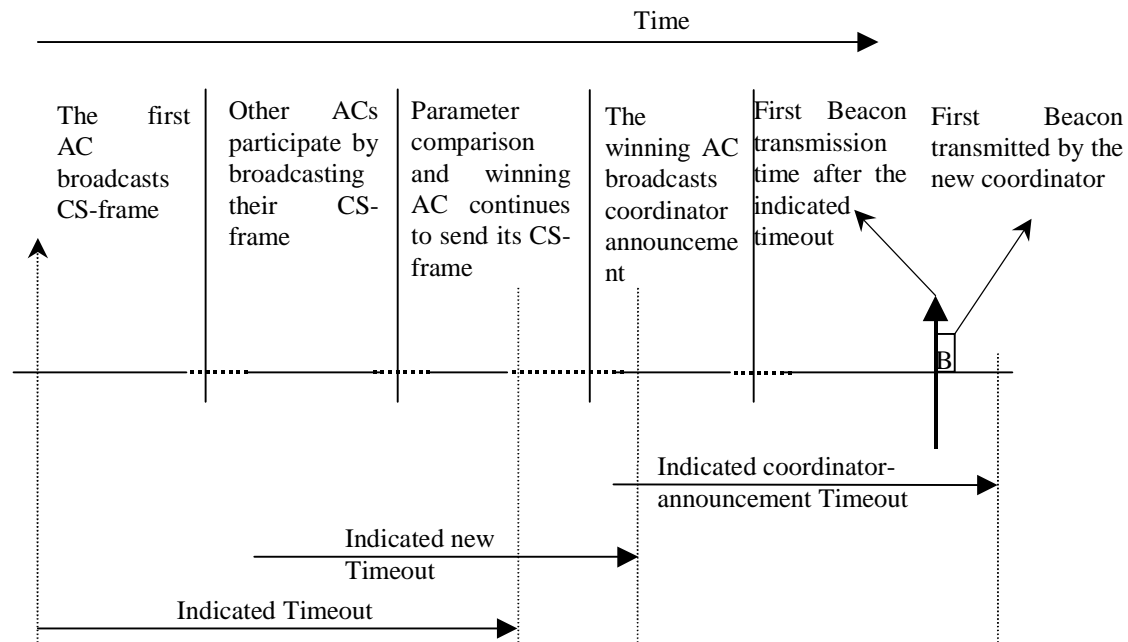 Time
The first
AC
broadcasts
CS-frame
Other ACs
participate by
broadcasting
their CS-
frame
Parameter
comparison
and winning
AC continues
to send its CS-
frame
The
winning AC
broadcasts
coordinator
announceme
nt
First Beacon
transmission
time after the
indicated
timeout
First Beacon
transmitted by the
new coordinator
B
Indicated coordinator-
announcement Timeout
Indicated new
Timeout
Indicated Timeout